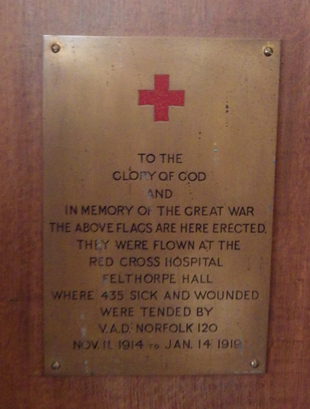 TO THE
GLORY OF GOD
AND
IN MEMORY OF THE GREAT WAR
THE ABOVE FLAGS ARE HERE ERECTED.
THEY WERE FLOWN AT THE
RED CROSS HOSPITAL
FELTHORPE HALL
WHERE 435 SICK AND WOUNDED
WERE TENDED BY
V.A.D. NORFOLK 120
NOV. 11. 1914 TO JAN. 14 1919